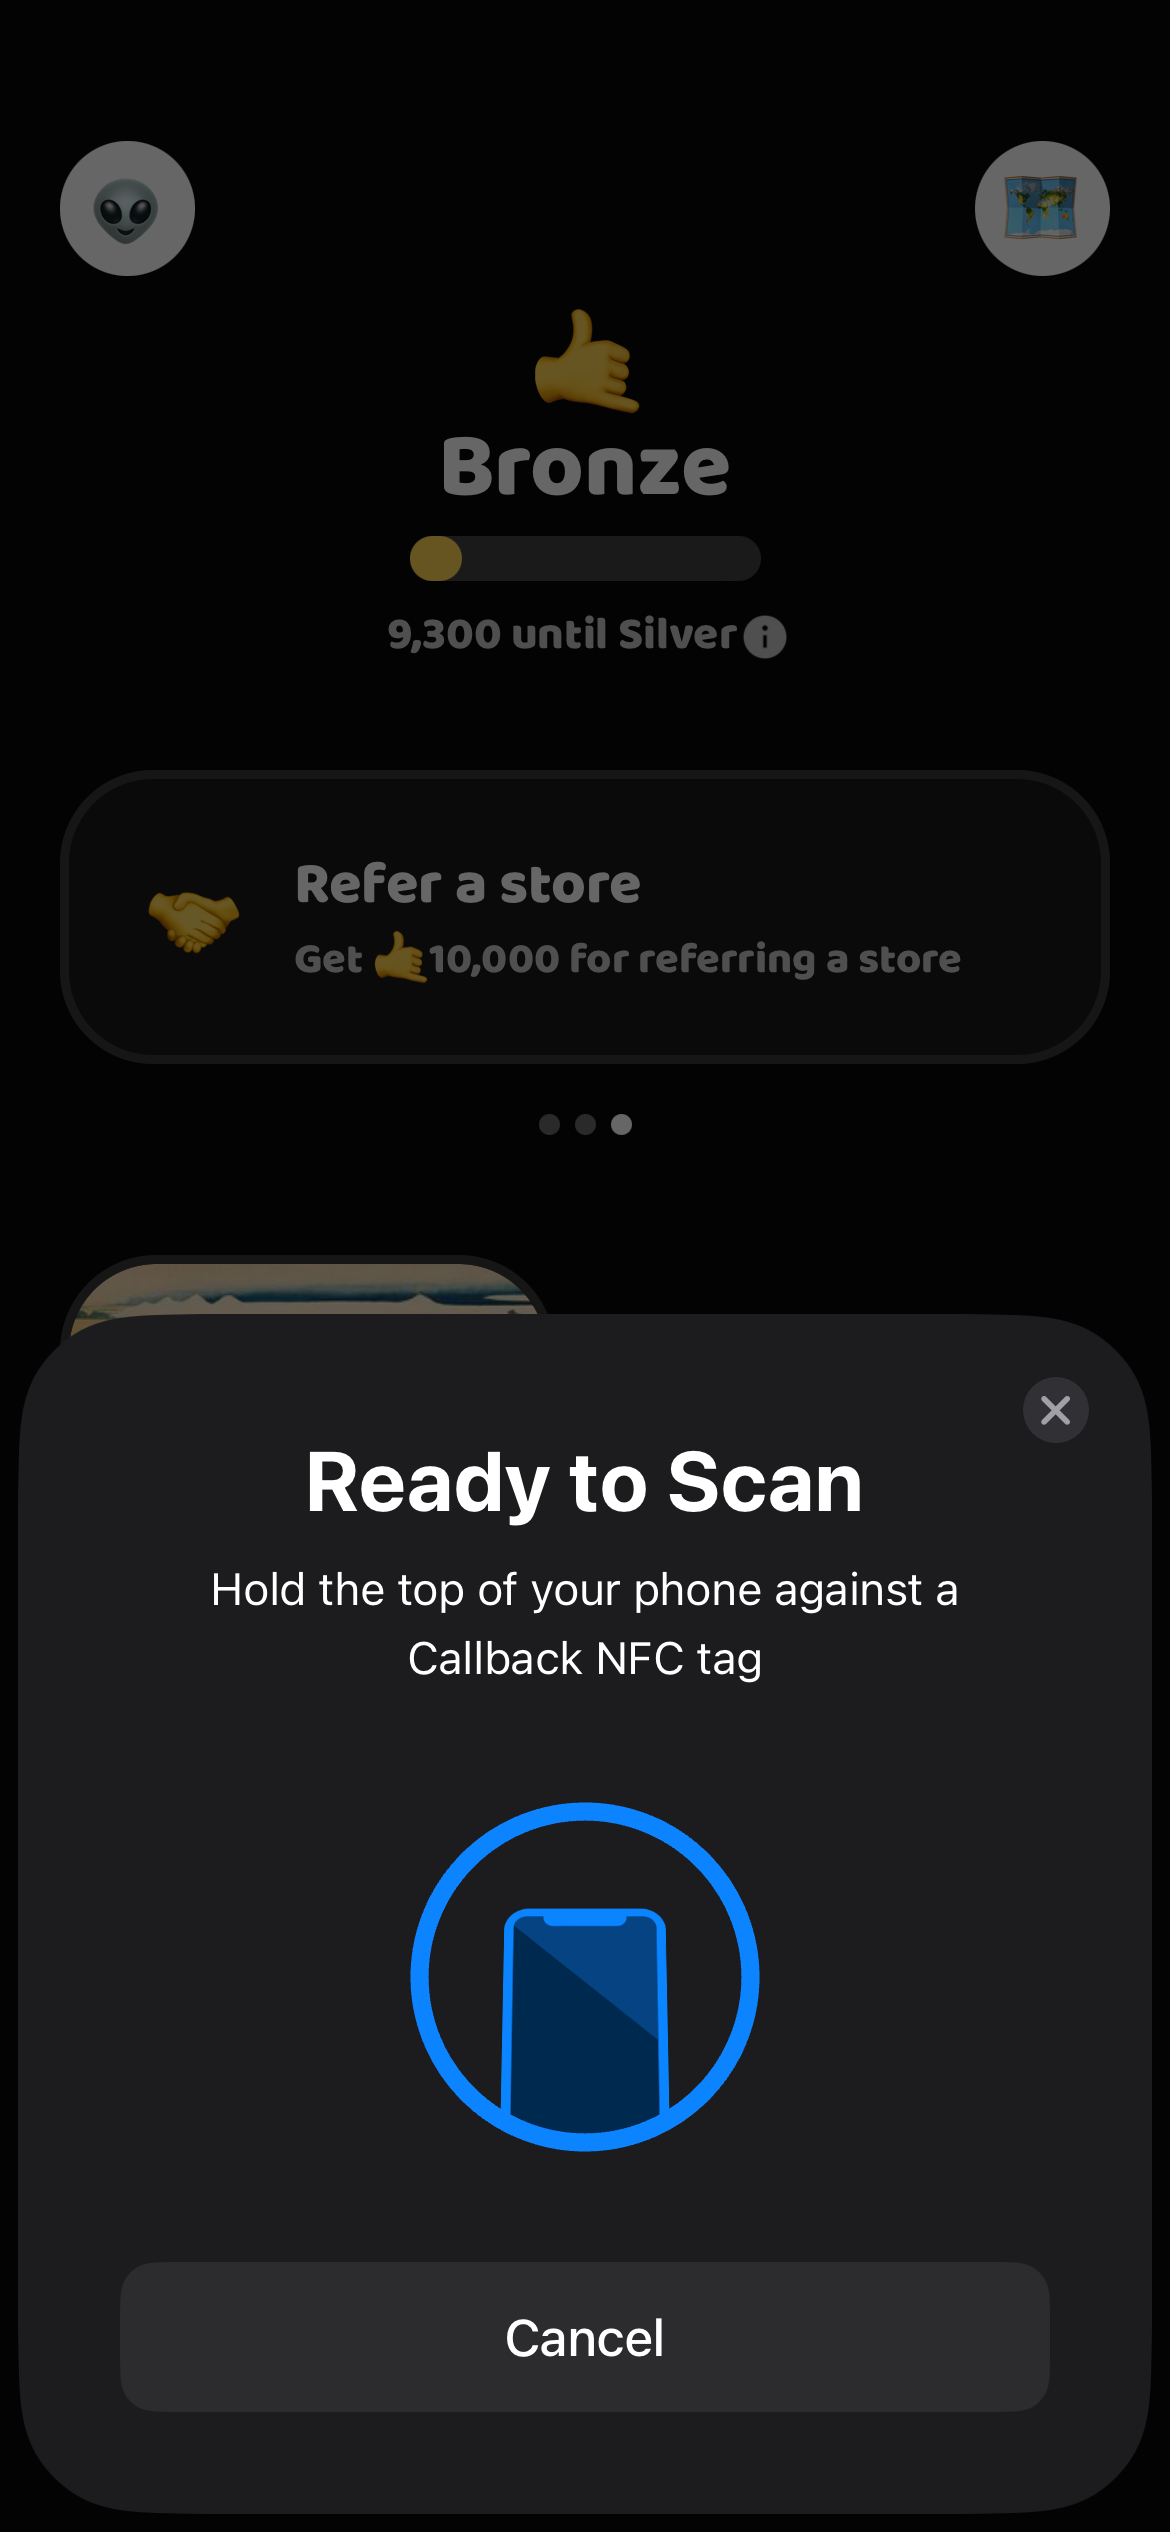 🤙
Bronze
9,300 until Silver
Refer a store
Get 🤙10,000 for referring a store
Ready to Scan
Hold the top of your phone against a
Callback NFC tag
Cancel